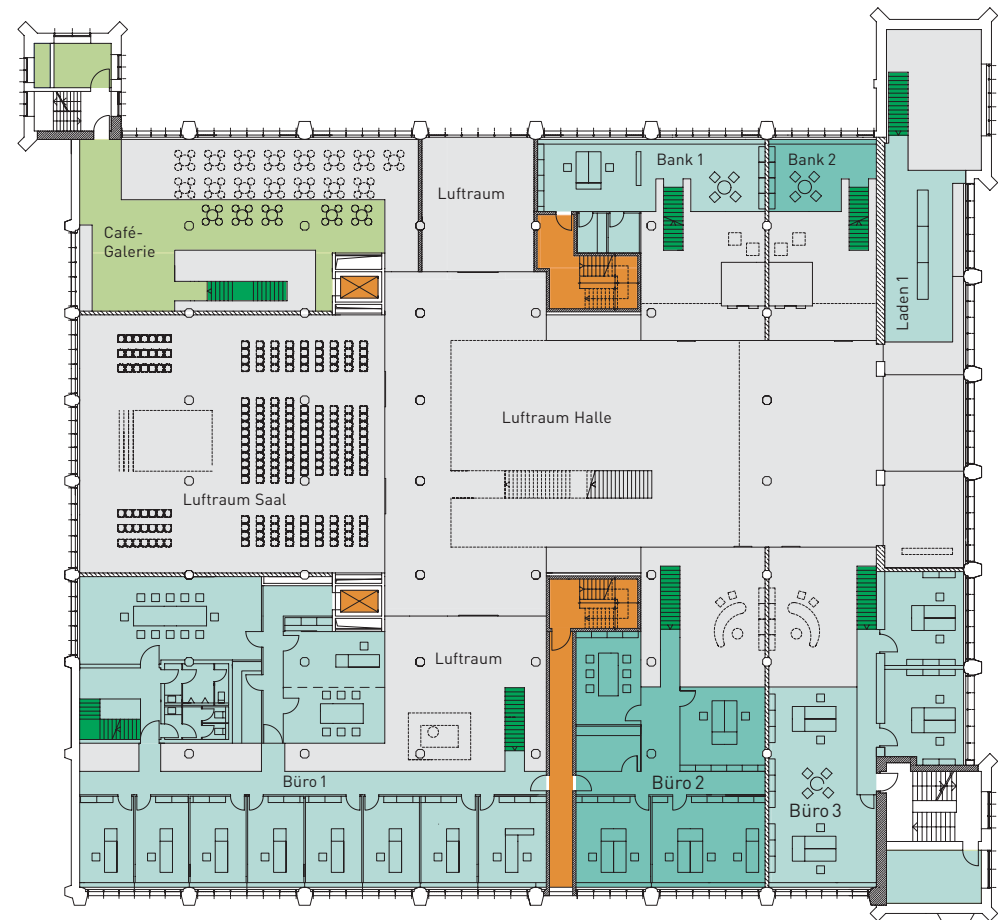 Bank 1
Bank 2
Luftraum
Café-
Galerie
Laden 1
Luftraum Halle
Luftraum Saal
Luftraum
Büro 1
Büro 2
Büro 3